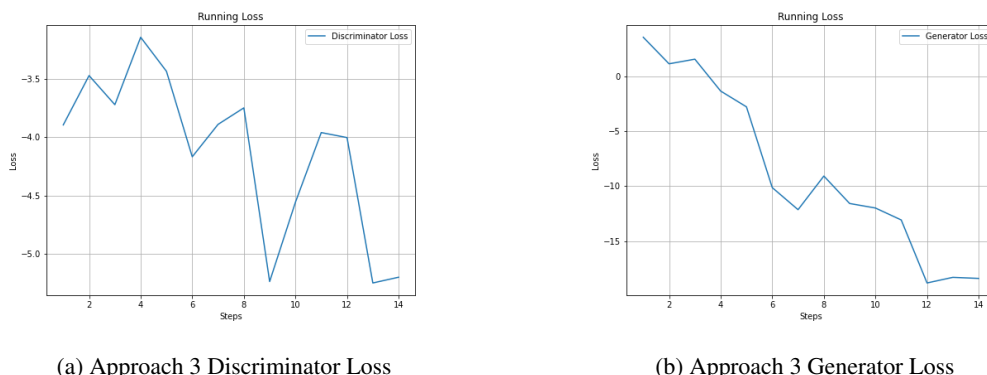 Running Loss
Discriminator Loss
Loss
−3.5
−4.0
−4.5
−5.0
2 4 6 8 10 12 14
Steps
(a) Approach 3 Discriminator Loss
Running Loss
Generator Loss
Loss
0
−5
−10
−15
2 4 6 8 10 12 14
Steps
(b) Approach 3 Generator Loss